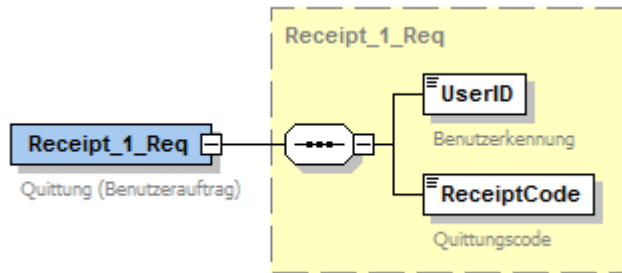 Receipt_1_Req
Receipt_1_Req
Quittung (Benutzerauftrag)
UserID
Benutzerkennung
ReceiptCode
Quittungscode